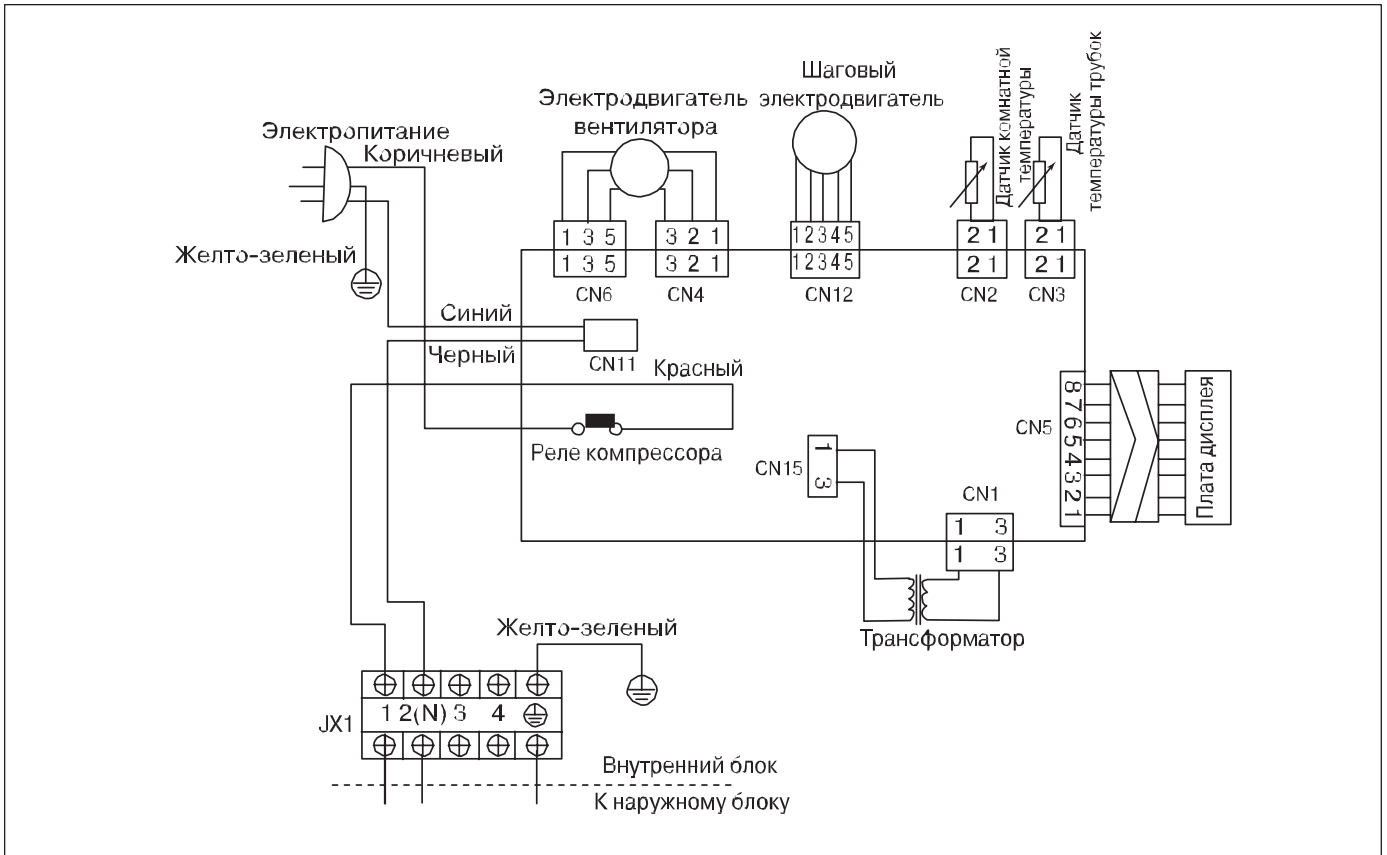 Шаговый
электродвигатель
Электродвигатель
вентилятора
Электропитание
Коричневый
Датчик комнатной
температуры
Датчик
температуры трубок
Желто-зеленый
1 3 5
1 3 5
CN6
3 2 1
3 2 1
CN4
12345
12345
CN12
2 1
2 1
CN2
2 1
2 1
CN3
Синий
Черный
CN11
Красный
Реле компрессора
CN5
8 7 6 5 4 3 2 1
Плата дисплея
CN15
1 3
CN1
1 3
1 3
Трансформатор
Желто-зеленый
JX1
1 2(N) 3 4
Внутренний блок
К наружному блоку